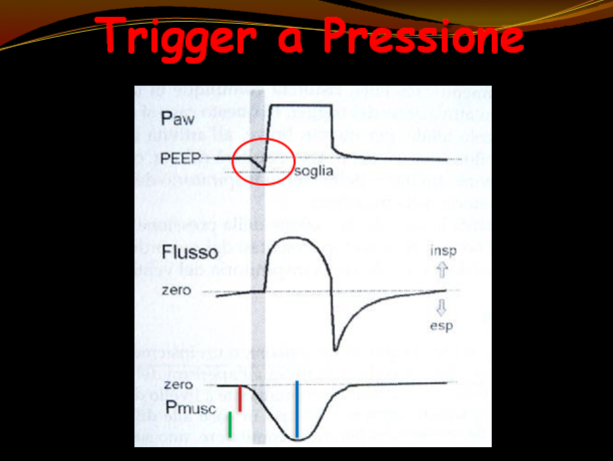 Trigger a Pressione
Paw
PEEP
soglia
Flusso
insp
zero
esp
zero
Pmusc